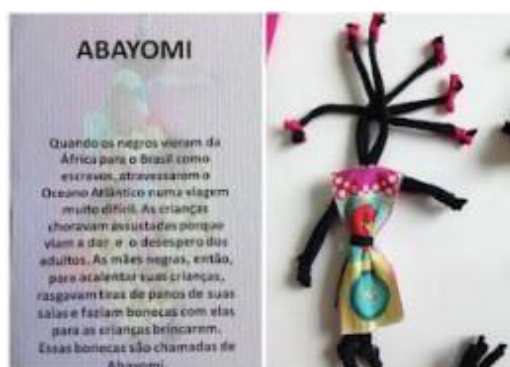 ABAYOMI
Quando os negros vieram da
África para o Brasil como
escravos, atravessaram o
Oceano Atlântico numa viagem
muito difícil. As crianças
choravam assustadas porque
viam a dor e o desespero dos
adultos. As mães negras, então,
para acalentar suas crianças,
rasgavam tiras de panos de suas
saias e faziam bonecas com elas
para as crianças brincarem.
Essas bonecas são chamadas de
Abayomi